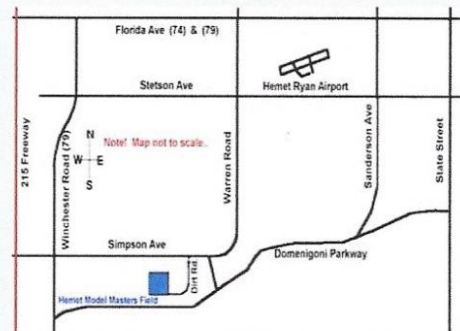 Florida Ave (74) & (79)
Stetson Ave
Hemet Ryan Airport
215 Freeway
Winchester Road (79)
N
Note! Map not to scale..
W E
S
Warren Road
Sanderson Ave
State Street
Simpson Ave
Dirt Rd.
Domenigoni Parkway
Hemet Model Masters Field